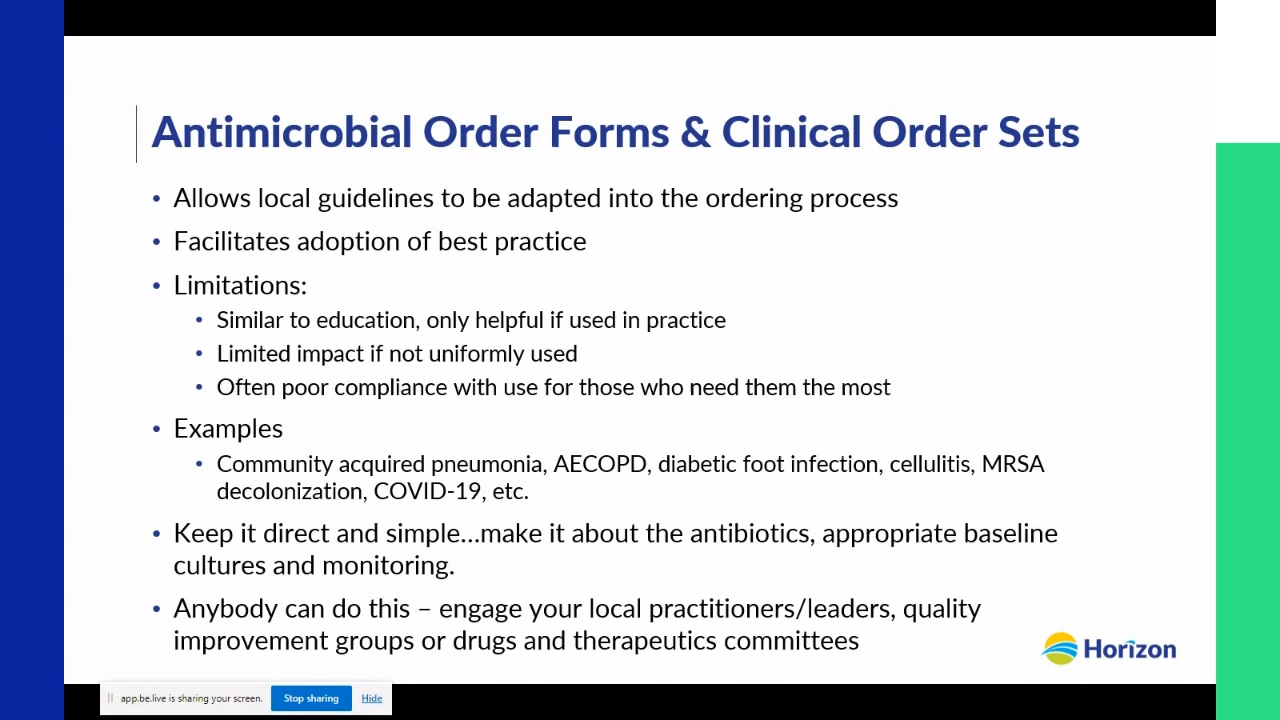 Antimicrobial Order Forms & Clinical Order Sets
• Allows local guidelines to be adapted into the ordering process
• Facilitates adoption of best practice
• Limitations:
• Similar to education, only helpful if used in practice
• Limited impact if not uniformly used
• Often poor compliance with use for those who need them the most
• Examples
• Community acquired pneumonia, AECOPD, diabetic foot infection, cellulitis, MRSA
decolonization, COVID-19, etc.
• Keep it direct and simple…make it about the antibiotics, appropriate baseline
cultures and monitoring.
• Anybody can do this – engage your local practitioners/leaders, quality
improvement groups or drugs and therapeutics committees
Horizon
app.be.live is sharing your screen. Stop sharing Hide